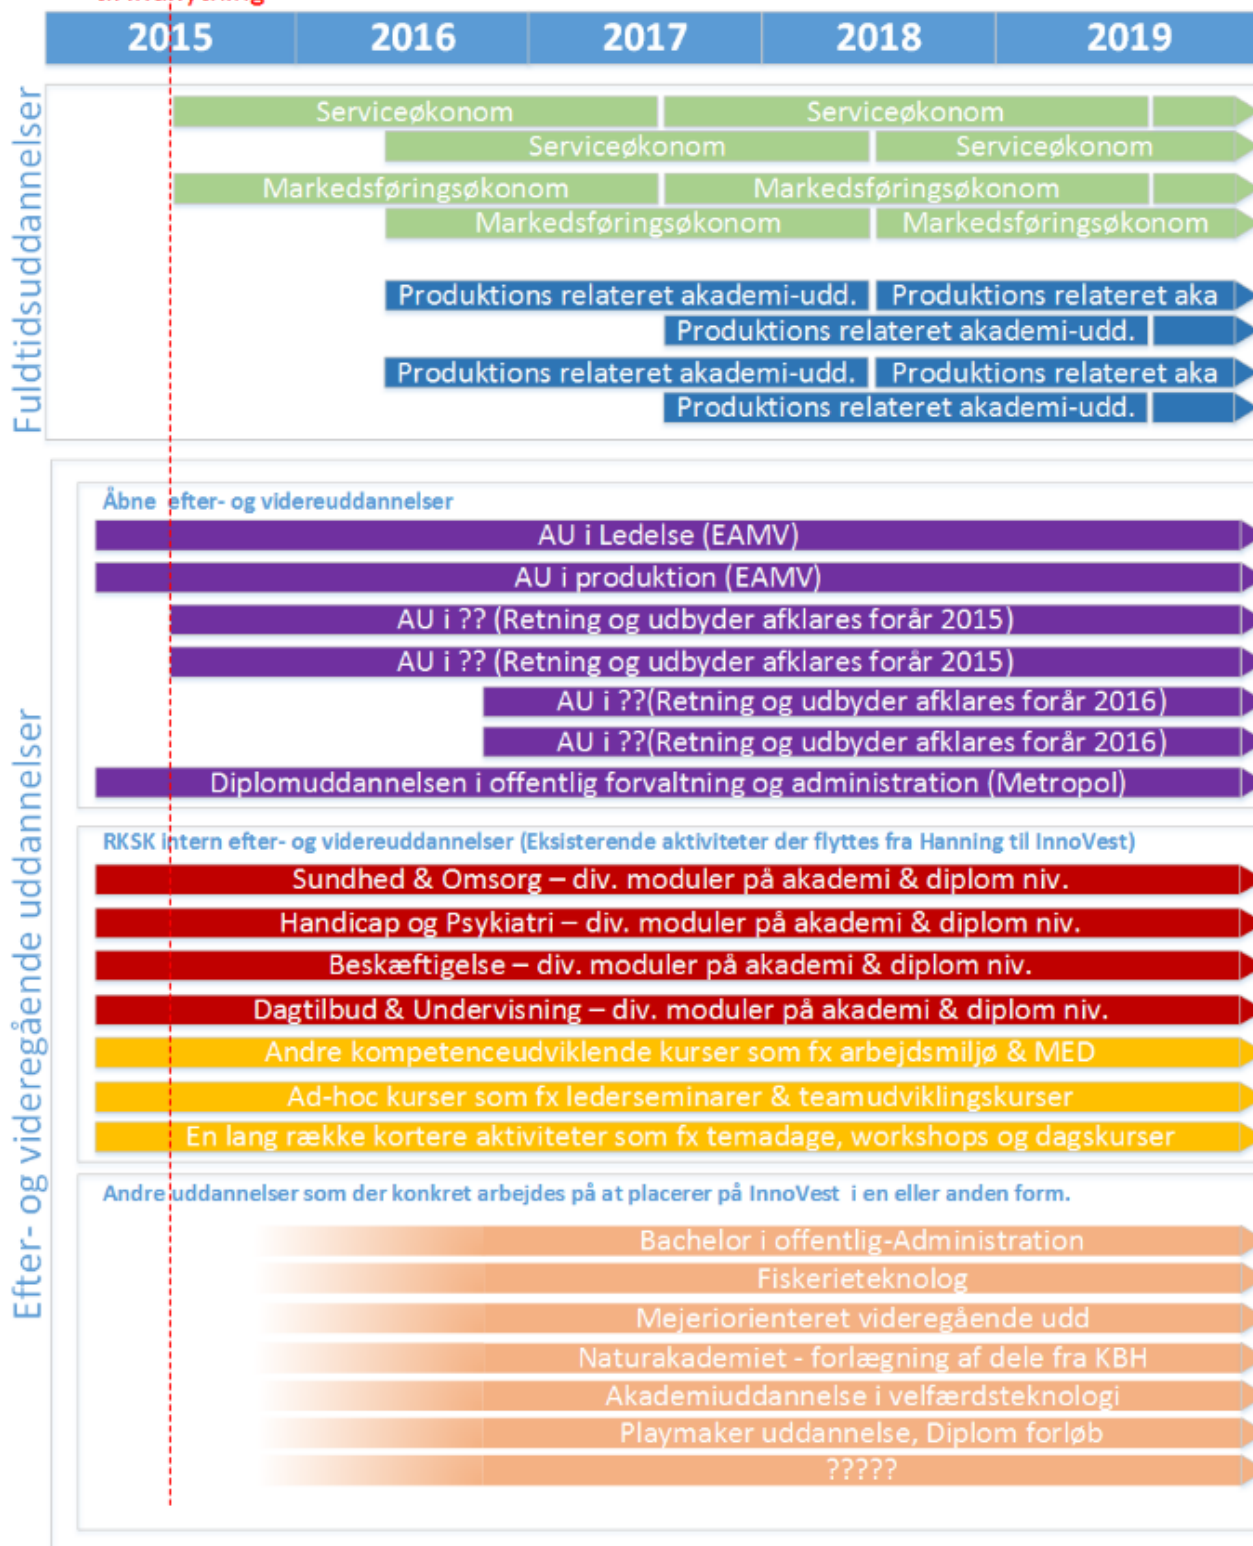 2015 2016 2017 2018 2019
Fuldtidsuddannelser
Serviceøkonom Serviceøkonom
Serviceøkonom Serviceøkonom
Markedsføringsøkonom Markedsføringsøkonom
Markedsføringsøkonom Markedsføringsøkonom
Produktions relateret akademi-udd. Produktions relateret aka
Produktions relateret akademi-udd.
Produktions relateret akademi-udd. Produktions relateret aka
Produktions relateret akademi-udd.
Efter- og videregående uddannelser
Åbne efter- og videreuddannelser
AU i Ledelse (EAMV)
AU i produktion (EAMV)
AU i ?? (Retning og udbyder afklares forår 2015)
AU i ?? (Retning og udbyder afklares forår 2015)
AU i ??(Retning og udbyder afklares forår 2016)
AU i ??(Retning og udbyder afklares forår 2016)
Diplomuddannelsen i offentlig forvaltning og administration (Metropol)
RKSK intern efter- og videreuddannelser (Eksisterende aktiviteter der flyttes fra Hanning til InnoVest)
Sundhed & Omsorg – div. moduler på akademi & diplom niv.
Handicap og Psykiatri – div. moduler på akademi & diplom niv.
Beskæftigelse – div. moduler på akademi & diplom niv.
Dagtilbud & Undervisning – div. moduler på akademi & diplom niv.
Andre kompetenceudviklende kurser som fx arbejdsmiljø & MED
Ad-hoc kurser som fx lederseminarer & teamudviklingskurser
En lang række kortere aktiviteter som fx temadage, workshops og dagskurser
Andre uddannelser som der konkret arbejdes på at placerer på InnoVest i en eller anden form.
Bachelor i offentlig-Administration
Fiskerieteknolog
Mejeriorienteret videregående udd
Naturakademiet - forlægning af dele fra KBH
Akademiuddannelse i velfærdsteknologi
Playmaker uddannelse, Diplom forløb
?????